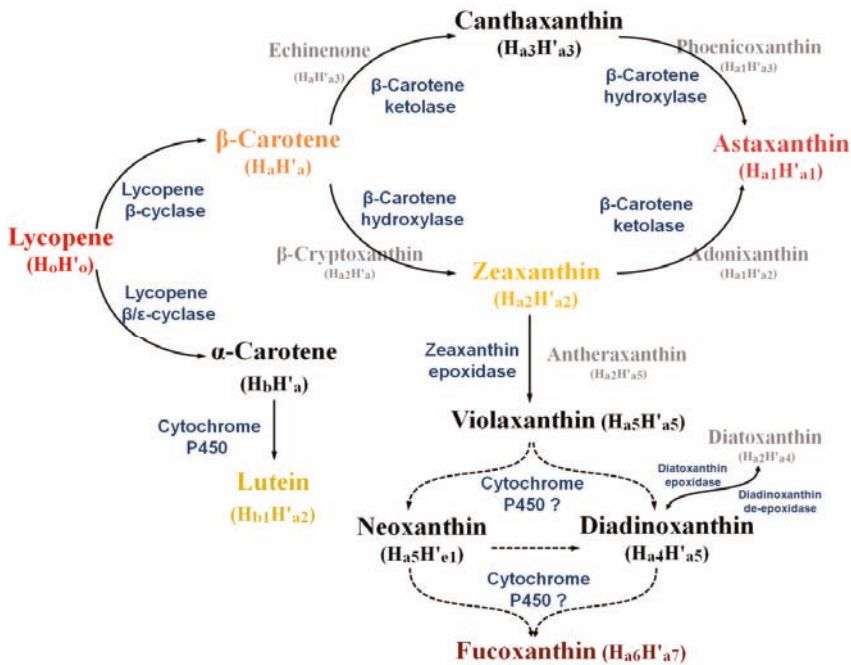 Canthaxanthin
(Ha3H'a3)
Echinenone
(HaH'a3)
Phoenicoxanthin
(Ha1H'a3)
β-Carotene
ketolase
β-Carotene
hydroxylase
β-Carotene
(HaH'a)
Astaxanthin
(Ha1H'a1)
Lycopene
β-cyclase
β-Carotene
hydroxylase
β-Carotene
ketolase
Lycopene
(HoH'o)
β-Cryptoxanthin
(Ha2H'a)
Zeaxanthin
(Ha2H'a2)
Adonixanthin
(Ha1H'a2)
Lycopene
β/ε-cyclase
α-Carotene
(HbH'a)
Zeaxanthin
epoxidase
Antheraxanthin
(Ha2H'a5)
Cytochrome
P450
Violaxanthin (Ha5H'a5)
Diatoxanthin
(Ha2H'a4)
Lutein
(Hb1H'a2)
Cytochrome
P450 ?
Diatoxanthin
epoxidase
Diadinoxanthin
de-epoxidase
Neoxanthin
(Ha5H'e1)
Diadinoxanthin
(Ha4H'a5)
Cytochrome
P450 ?
Fucoxanthin (Ha6H'a7)